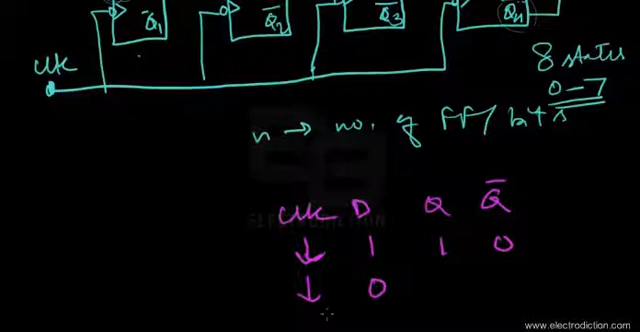 Q̅1 Q̅2 Q̅3 Q̅4
CLK
8 states
0-7
n → no. of FF/bits
CLK D Q Q̅
↓ 1 1 0
↓ 0
www.electrodiction.com